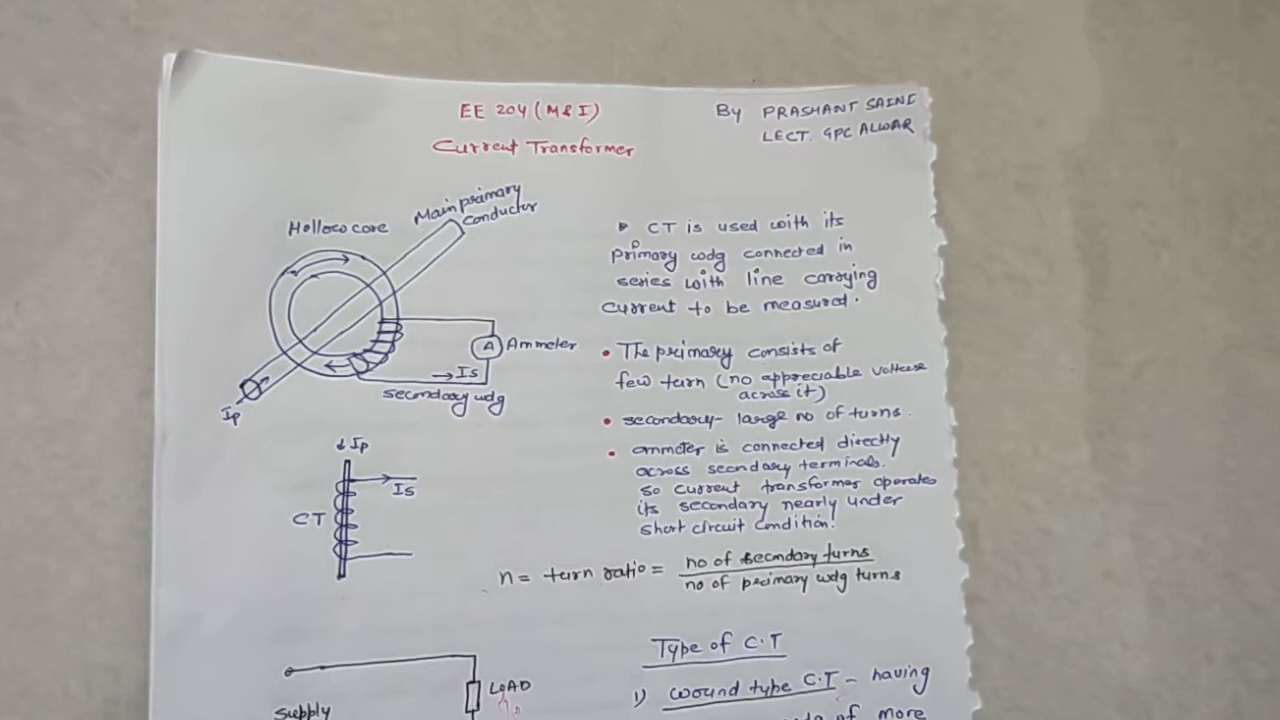 EE 204 (M & I)
By PRASHANT SAINI
LECT. GPC ALWAR
Current Transformer
Hollow core
Main primary
conductor
A
Ammeter
→ Is
secondary wdg
Ip
↓ Ip
Is
CT
CT is used with its
primary wdg connected in
series with line carrying
current to be measured.
• The primary consists of
few turn (no appreciable voltage
across it)
• secondary- large no of turns.
• ammeter is connected directly
across secndary terminals.
so current transformer operates
its secondary nearly under
short circuit condition.
n = turn ratio = no of secndary turns
no of primary wdg turns
Type of C.T
1) wound type C.T - having
of more
LOAD
supply